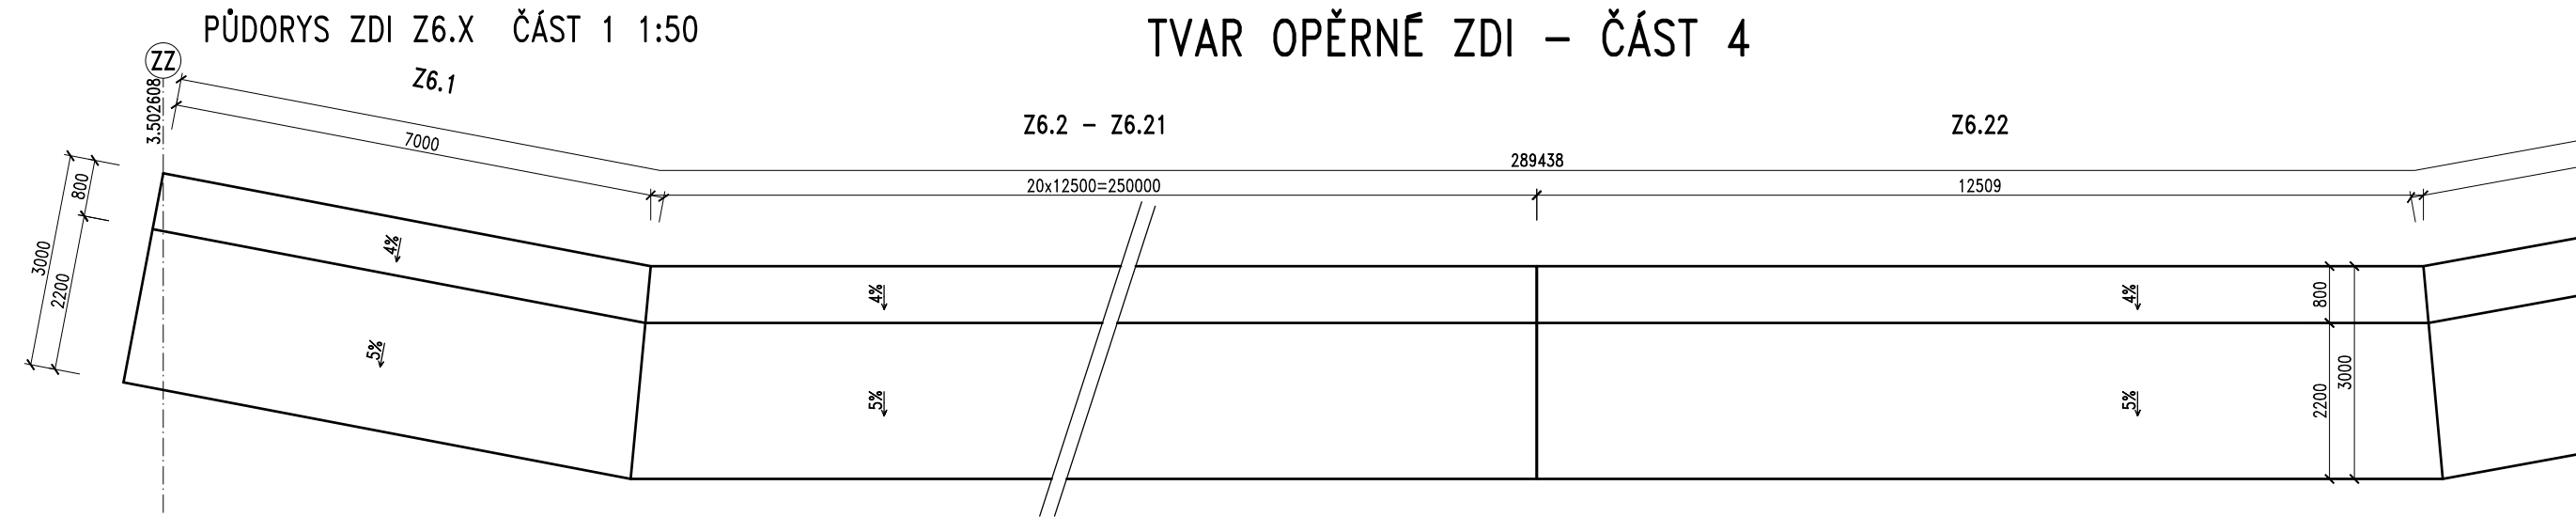 PŮDORYS ZDI Z6.X ČÁST 1 1:50
TVAR OPĚRNÉ ZDI – ČÁST 4
ZZ
3.502608
Z6.1
7000
Z6.2 – Z6.21
Z6.22
289438
20x12500=250000
12509
800
3000
2200
4%
5%
4%
5%
4%
5%
800
2200
3000